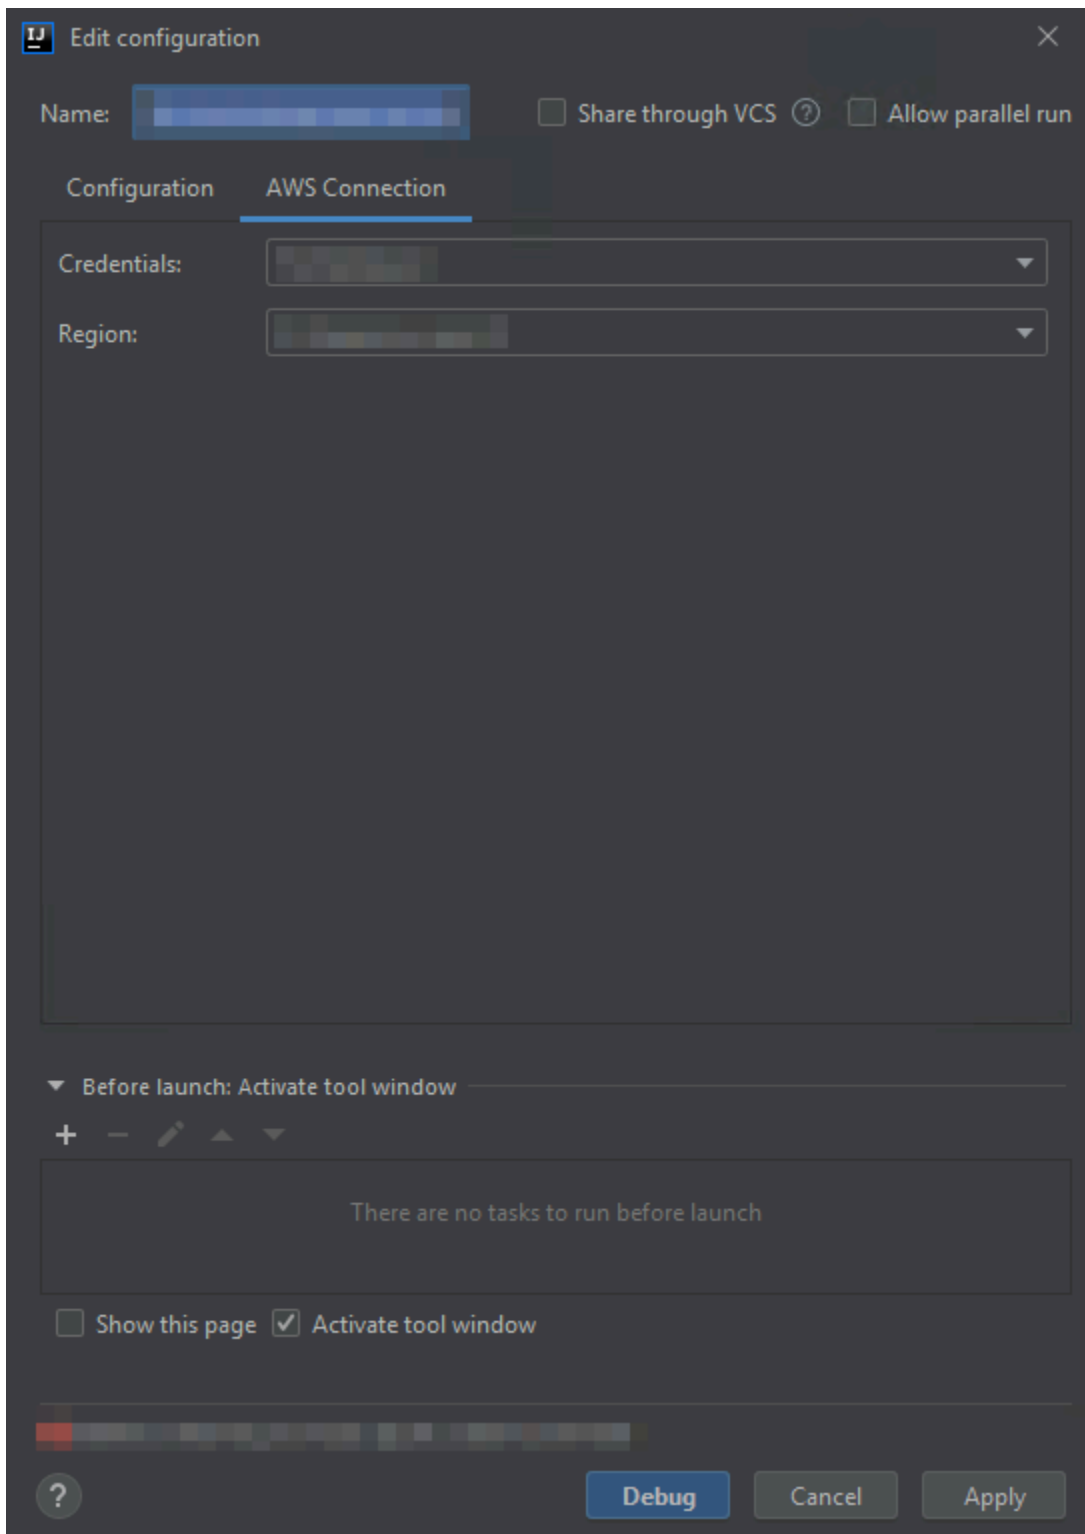 IJ Edit configuration
Name: Share through VCS ? Allow parallel run
Configuration AWS Connection
Credentials:
Region:
Before launch: Activate tool window
There are no tasks to run before launch
Show this page Activate tool window
? Debug Cancel Apply